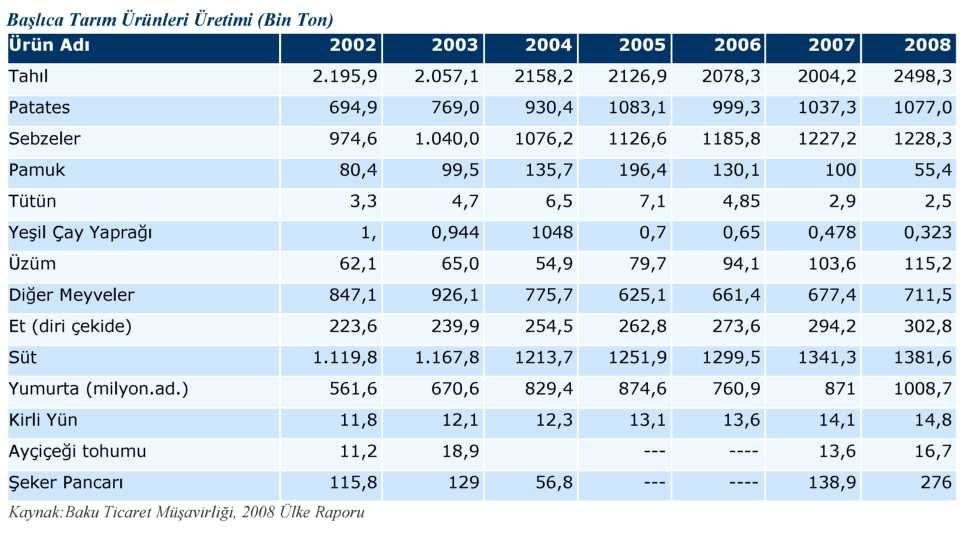 Başlıca Tarım Ürünleri Üretimi (Bin Ton)
Ürün Adı 2002 2003 2004 2005 2006 2007 2008
Tahıl 2.195,9 2.057,1 2158,2 2126,9 2078,3 2004,2 2498,3
Patates 694,9 769,0 930,4 1083,1 999,3 1037,3 1077,0
Sebzeler 974,6 1.040,0 1076,2 1126,6 1185,8 1227,2 1228,3
Pamuk 80,4 99,5 135,7 196,4 130,1 100 55,4
Tütün 3,3 4,7 6,5 7,1 4,85 2,9 2,5
Yeşil Çay Yaprağı 1, 0,944 1048 0,7 0,65 0,478 0,323
Üzüm 62,1 65,0 54,9 79,7 94,1 103,6 115,2
Diğer Meyveler 847,1 926,1 775,7 625,1 661,4 677,4 711,5
Et (diri çekide) 223,6 239,9 254,5 262,8 273,6 294,2 302,8
Süt 1.119,8 1.167,8 1213,7 1251,9 1299,5 1341,3 1381,6
Yumurta (milyon.ad.) 561,6 670,6 829,4 874,6 760,9 871 1008,7
Kirli Yün 11,8 12,1 12,3 13,1 13,6 14,1 14,8
Ayçiçeği tohumu 11,2 18,9 --- ---- 13,6 16,7
Şeker Pancarı 115,8 129 56,8 --- ---- 138,9 276
Kaynak:Baku Ticaret Müşavirliği, 2008 Ülke Raporu